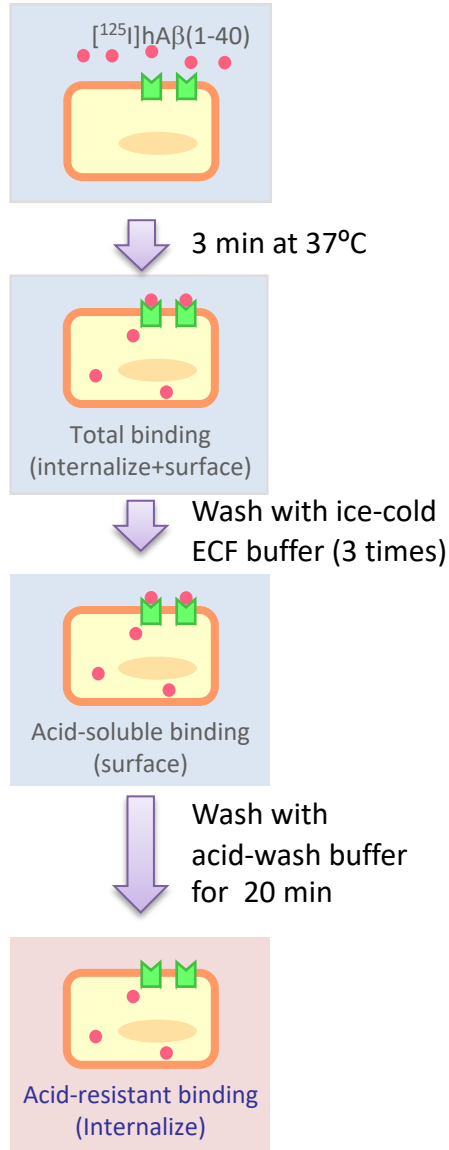 [¹²⁵I]hAβ(1-40)
3 min at 37⁰C
Total binding
(internalize+surface)
Wash with ice-cold
ECF buffer (3 times)
Acid-soluble binding
(surface)
Wash with
acid-wash buffer
for 20 min
Acid-resistant binding
(Internalize)